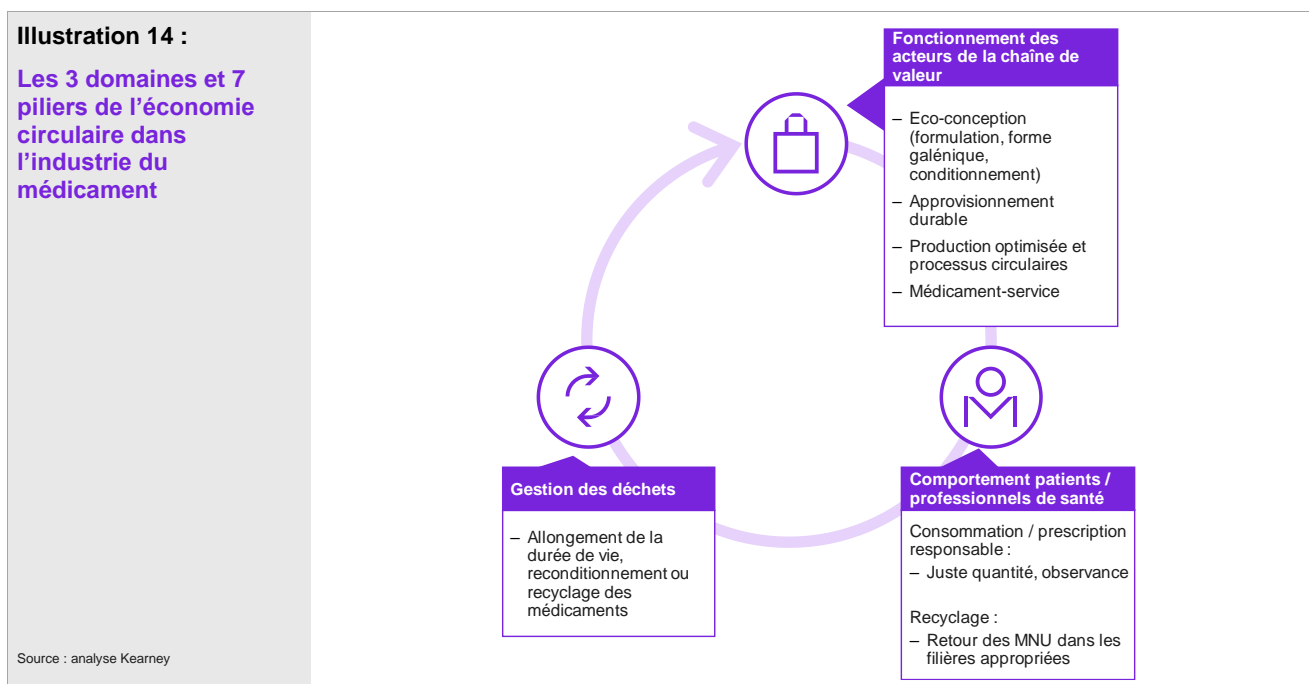 Illustration 14 :
Les 3 domaines et 7
piliers de l’économie
circulaire dans
l’industrie du
médicament
Fonctionnement des
acteurs de la chaîne de
valeur
– Eco-conception
(formulation, forme
galénique,
conditionnement)
– Approvisionnement
durable
– Production optimisée et
processus circulaires
– Médicament-service
Gestion des déchets
– Allongement de la
durée de vie,
reconditionnement ou
recyclage des
médicaments
Comportement patients /
professionnels de santé
Consommation / prescription
responsable :
– Juste quantité, observance
Recyclage :
– Retour des MNU dans les
filières appropriées
Source : analyse Kearney